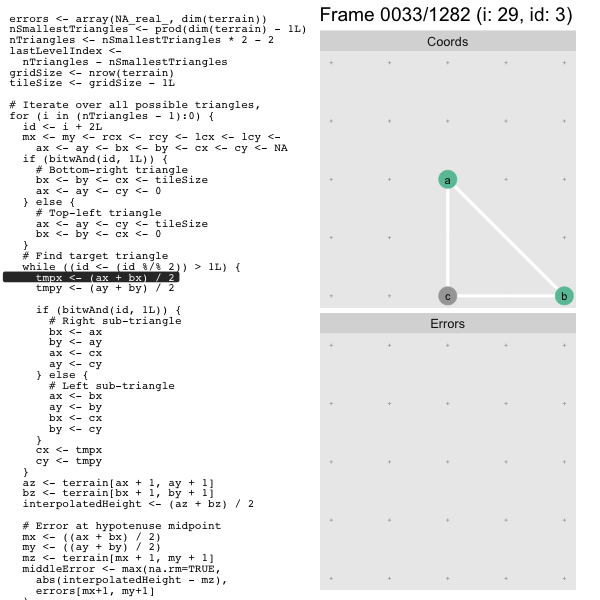 errors <- array(NA_real_, dim(terrain))
nSmallestTriangles <- prod(dim(terrain) - 1L)
nTriangles <- nSmallestTriangles * 2 - 2
lastLevelIndex <-
  nTriangles - nSmallestTriangles
gridSize <- nrow(terrain)
tileSize <- gridSize - 1L

# Iterate over all possible triangles,
for (i in (nTriangles - 1):0) {
  id <- i + 2L
  mx <- my <- rcx <- rcy <- lcx <- lcy <-
    ax <- ay <- bx <- by <- cx <- cy <- NA
  if (bitwAnd(id, 1L)) {
    # Bottom-right triangle
    bx <- by <- cx <- tileSize
    ax <- ay <- cy <- 0
  } else {
    # Top-left triangle
    ax <- ay <- cy <- tileSize
    bx <- by <- cx <- 0
  }
  # Find target triangle
  while ((id <- (id %/% 2)) > 1L) {
    tmpx <- (ax + bx) / 2
    tmpy <- (ay + by) / 2

    if (bitwAnd(id, 1L)) {
      # Right sub-triangle
      bx <- ax
      by <- ay
      ax <- cx
      ay <- cy
    } else {
      # Left sub-triangle
      ax <- bx
      ay <- by
      bx <- cx
      by <- cy
    }
    cx <- tmpx
    cy <- tmpy
  }
  az <- terrain[ax + 1, ay + 1]
  bz <- terrain[bx + 1, by + 1]
  interpolatedHeight <- (az + bz) / 2

  # Error at hypotenuse midpoint
  mx <- ((ax + bx) / 2)
  my <- ((ay + by) / 2)
  mz <- terrain[mx + 1, my + 1]
  middleError <- max(na.rm=TRUE,
    abs(interpolatedHeight - mz),
    errors[mx+1, my+1]
Frame 0033/1282 (i: 29, id: 3)
Coords
a
c
b
Errors